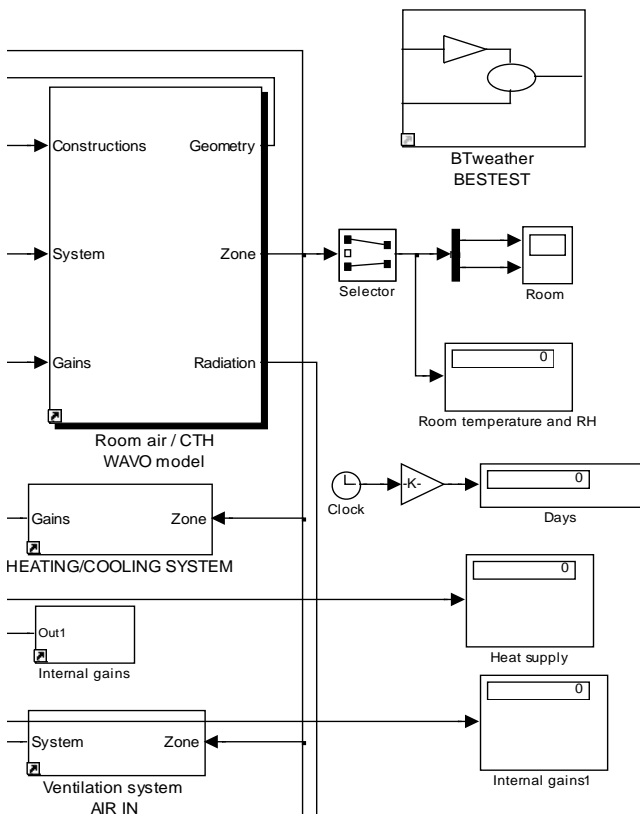 BTweather
BESTEST
Constructions
Geometry
System
Zone
Selector
Room
Gains
Radiation
0
Room temperature and RH
Room air / CTH
WAVO model
Clock
-K-
0
Days
Gains
Zone
HEATING/COOLING SYSTEM
0
Heat supply
Out1
Internal gains
0
Internal gains1
System
Zone
Ventilation system
AIR IN